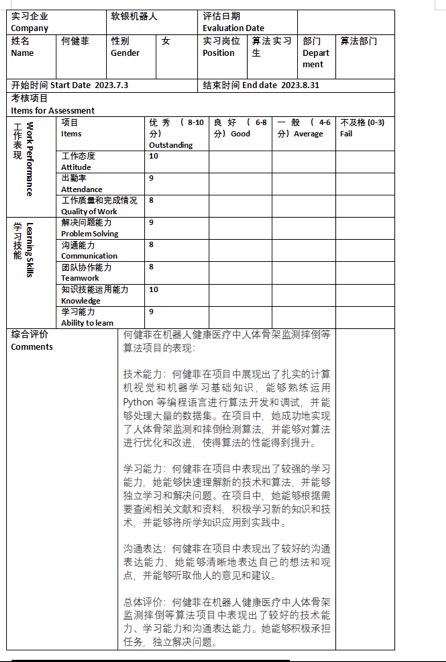 实习企业 软银机器人 评估日期
Company Evaluation Date
姓名 何健菲 性别 女 实习岗位 算法实习 部门 算法部门
Name Gender Position 生 Depart
ment
开始时间 Start Date 2023.7.3 结束时间 End date 2023.8.31
考核项目
Items for Assessment
工作表现 Work Performance
项目 优秀（8-10 良好（6-8 一般（4-6 不及格(0-3)
Items 分） 分）Good 分）Average Fail
Outstanding
工作态度 10
Attitude
出勤率 9
Attendance
工作质量和完成情况 8
Quality of Work
学习技能 Learning Skills
解决问题能力 9
Problem Solving
沟通能力 8
Communication
团队协作能力 8
Teamwork
知识技能运用能力 10
Knowledge
学习能力 9
Ability to learn
综合评价
Comments
何健菲在机器人健康医疗中人体骨架监测摔倒等
算法项目的表现：
技术能力：何健菲在项目中展现出了扎实的计算
机视觉和机器学习基础知识，能够熟练运用
Python 等编程语言进行算法开发和调试，并能
够处理大量的数据集。在项目中，她成功地实现
了人体骨架监测和摔倒检测算法，并能够对算法
进行优化和改进，使得算法的性能得到提升。
学习能力：何健菲在项目中表现出了较强的学习
能力，她能够快速理解新的技术和算法，并能够
独立学习和解决问题。在项目中，她能够根据需
要查阅相关文献和资料，积极学习新的知识和技
术，并能够将所学知识应用到实践中。
沟通表达：何健菲在项目中表现出了较好的沟通
表达能力，她能够清晰地表达自己的想法和观
点，并能够听取他人的意见和建议。
总体评价：何健菲在机器人健康医疗中人体骨架
监测摔倒等算法项目中表现出了较好的技术能
力、学习能力和沟通表达能力。她能够积极承担
任务，独立解决问题。